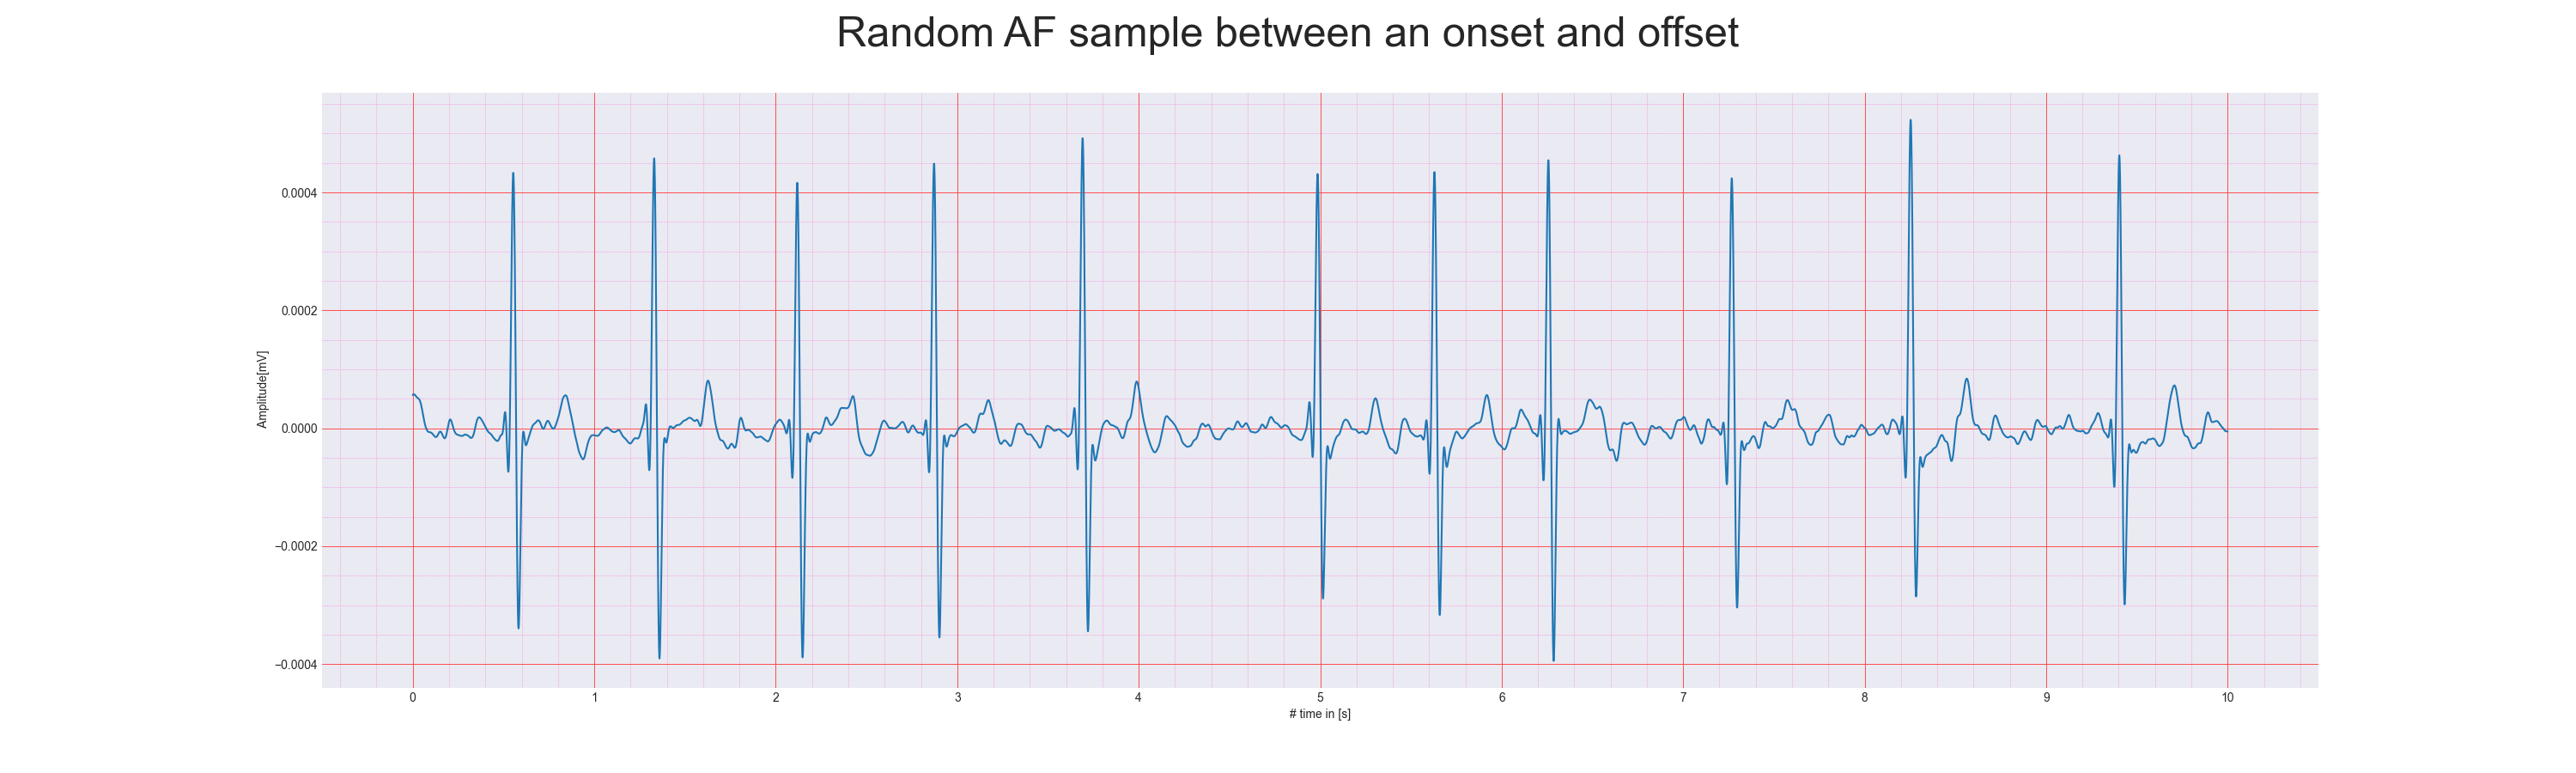 Random AF sample between an onset and offset
Amplitude[mV]
0.0004
0.0002
0.0000
−0.0002
−0.0004
0 1 2 3 4 5 6 7 8 9 10
# time in [s]